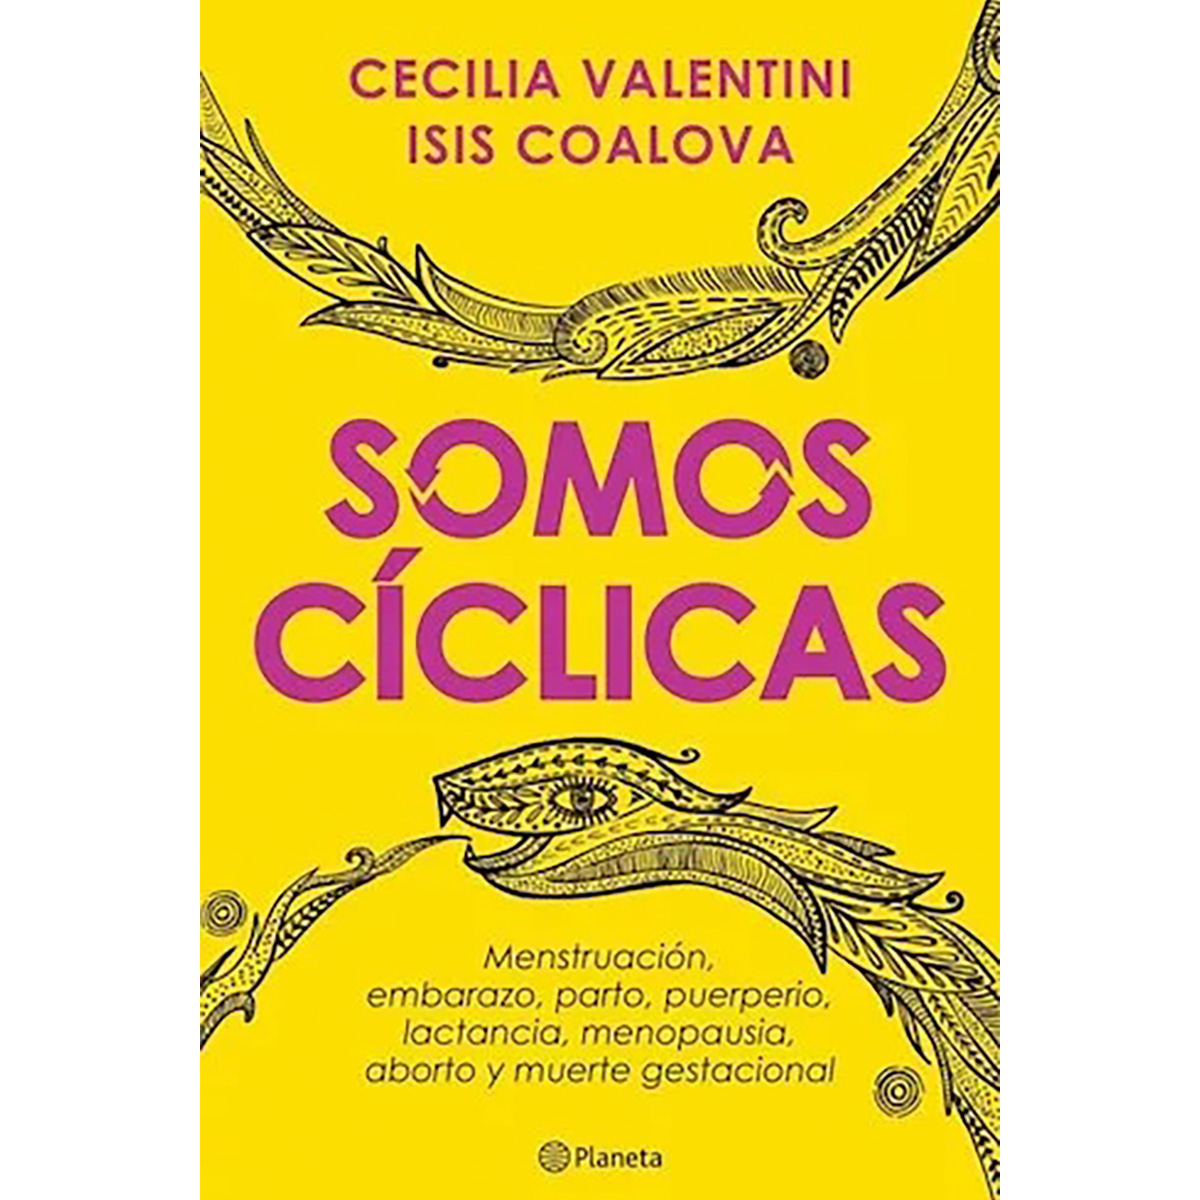 CECILIA VALENTINI
ISIS COALOVA
SOMOS
CÍCLICAS
Menstruación,
embarazo, parto, puerperio,
lactancia, menopausia,
aborto y muerte gestacional
Planeta